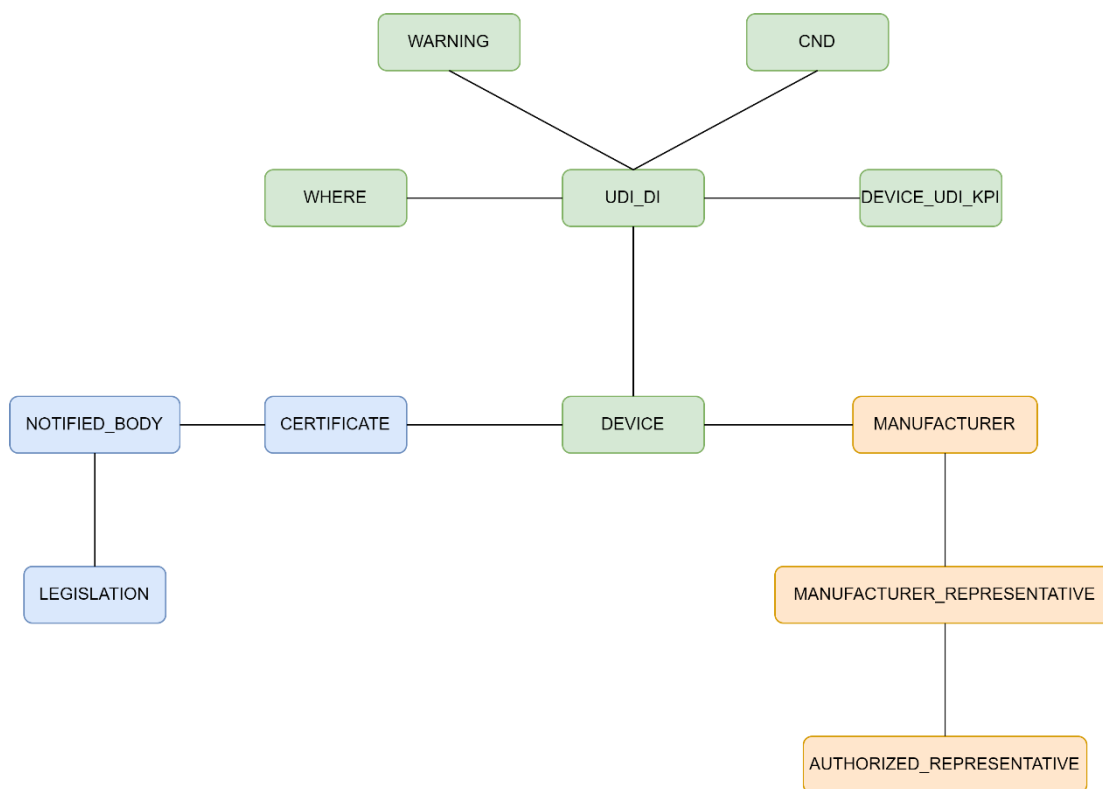 WARNING
CND
WHERE
UDI_DI
DEVICE_UDI_KPI
NOTIFIED_BODY
CERTIFICATE
DEVICE
MANUFACTURER
LEGISLATION
MANUFACTURER_REPRESENTATIVE
AUTHORIZED_REPRESENTATIVE